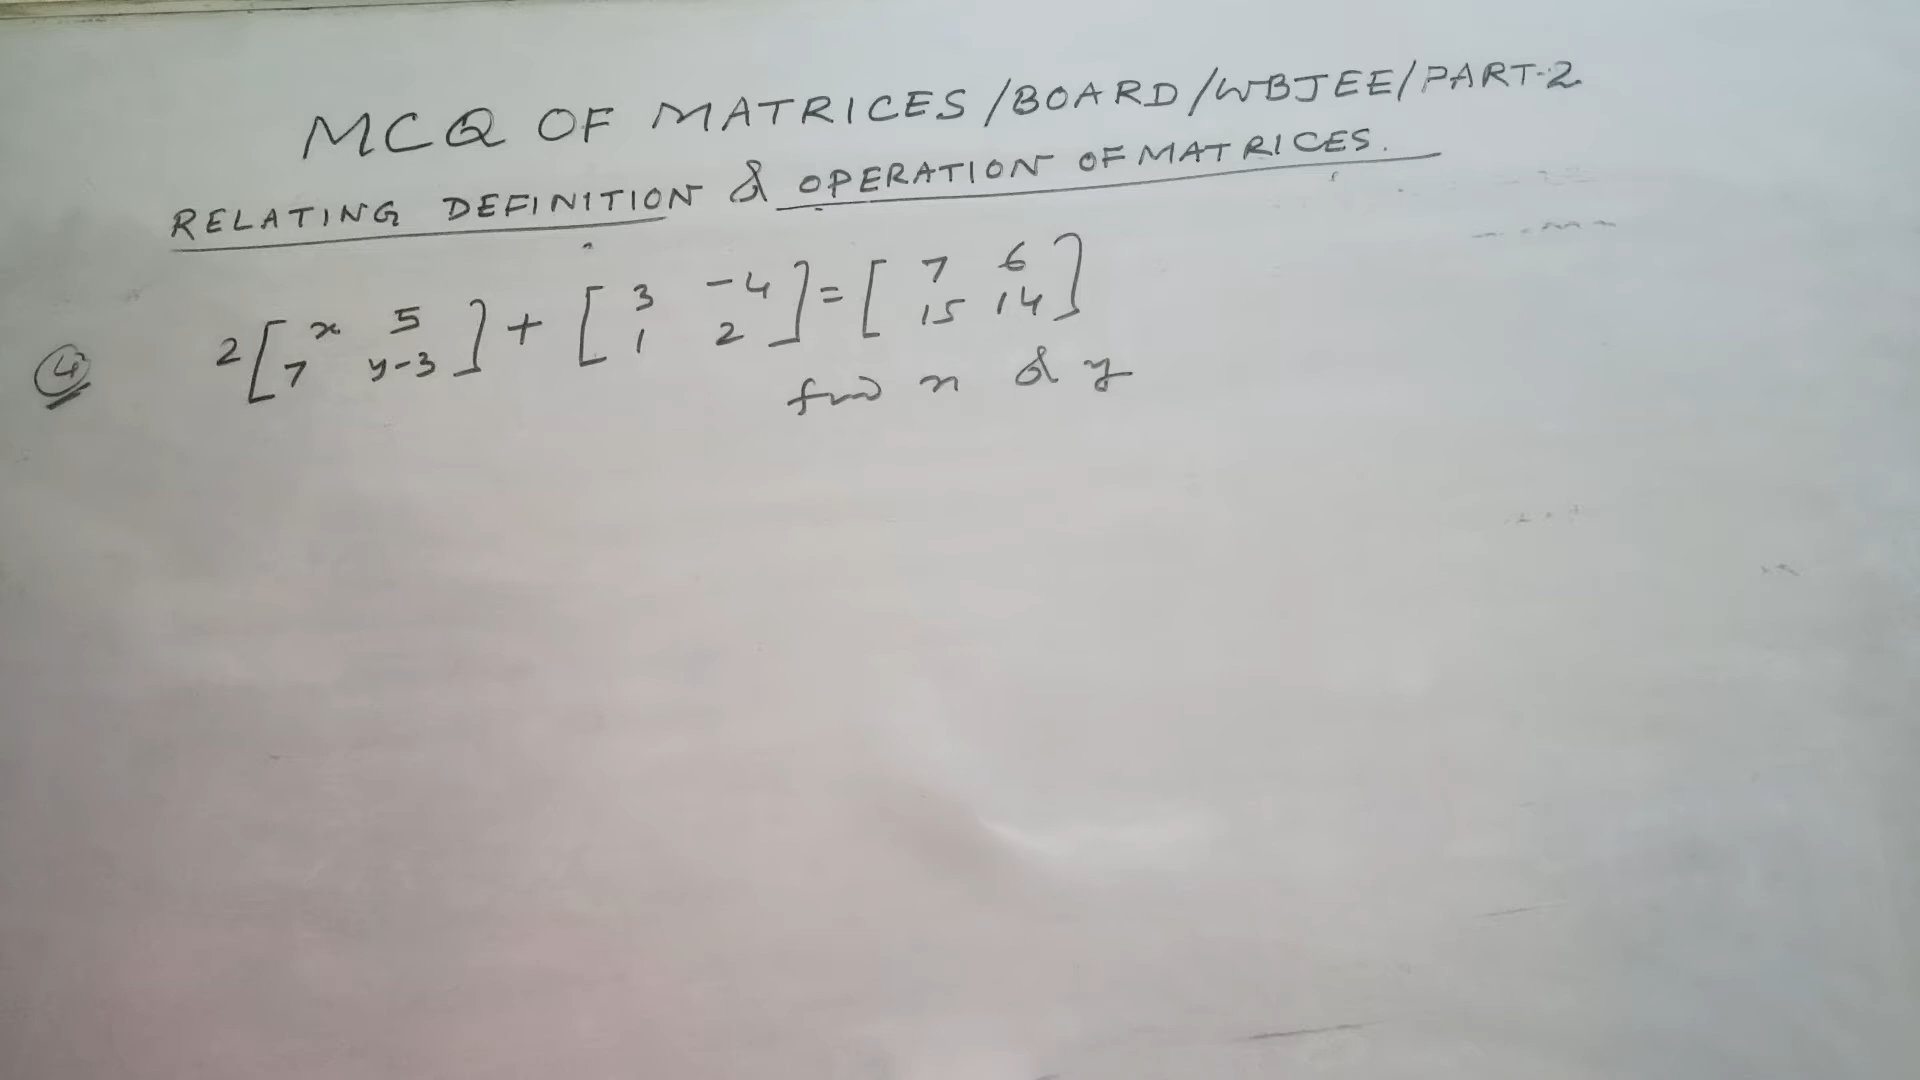 MCQ OF MATRICES/BOARD/WBJEE/PART-2
RELATING DEFINITION & OPERATION OF MATRICES.
④ 2[x 5; 7 y-3] + [3 -4; 1 2] = [7 6; 15 14]
find x & y